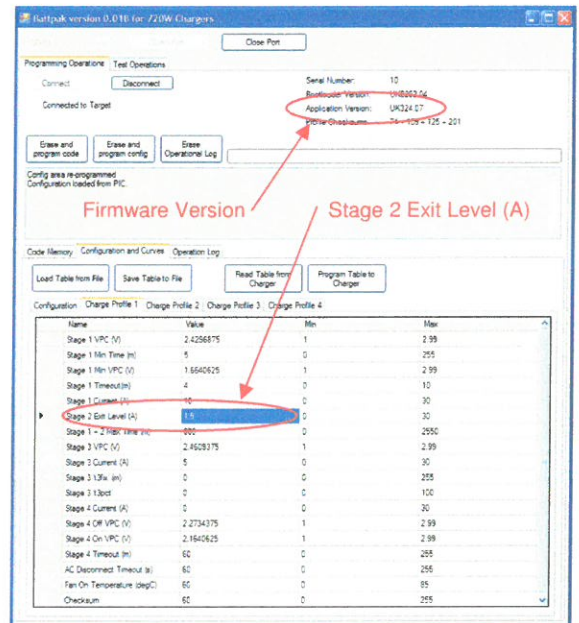 flattpak version 0.018 for 720W Chargers
Close Port
Programming Operations Test Operations
Connect Disconnect
Connected to Target
Serial Number: 10
Bootloader Version:
Application Version: UK324.07
Profile Checksums:
Erase and program code
Erase and program config
Erase Operational Log
Config area re-programmed
Configuration loaded from PIC.
Firmware Version
Stage 2 Exit Level (A)
Code Memory Configuration and Curves Operation Log
Load Table from File
Save Table to File
Read Table from Charger
Program Table to Charger
Configuration Charge Profile 1 Charge Profile 2 Charge Profile 3 Charge Profile 4
Name Value Min Max
Stage 1 VPC (V) 2.4296875 1 2.99
Stage 1 Min Time (m) 5 0 255
Stage 1 Min VPC (V) 1.6640625 1 2.99
Stage 1 Timeout(m) 4 0 10
Stage 1 Current (A) 10 0 30
Stage 2 Exit Level (A) 1.5 0 30
Stage 1 + 2 Max Time (m) 0 2550
Stage 3 VPC (V) 2.4609375 1 2.99
Stage 3 Current (A) 5 0 30
Stage 3 t3fix (m) 0 0 255
Stage 3 t3pct 0 0 100
Stage 4 Current (A) 0 0 30
Stage 4 Off VPC (V) 2.2734375 1 2.99
Stage 4 On VPC (V) 2.1640625 1 2.99
Stage 4 Timeout (m) 60 0 255
AC Disconnect Timeout (s) 60 0 255
Fan On Temperature (degC) 60 0 85
Checksum 60 0 255